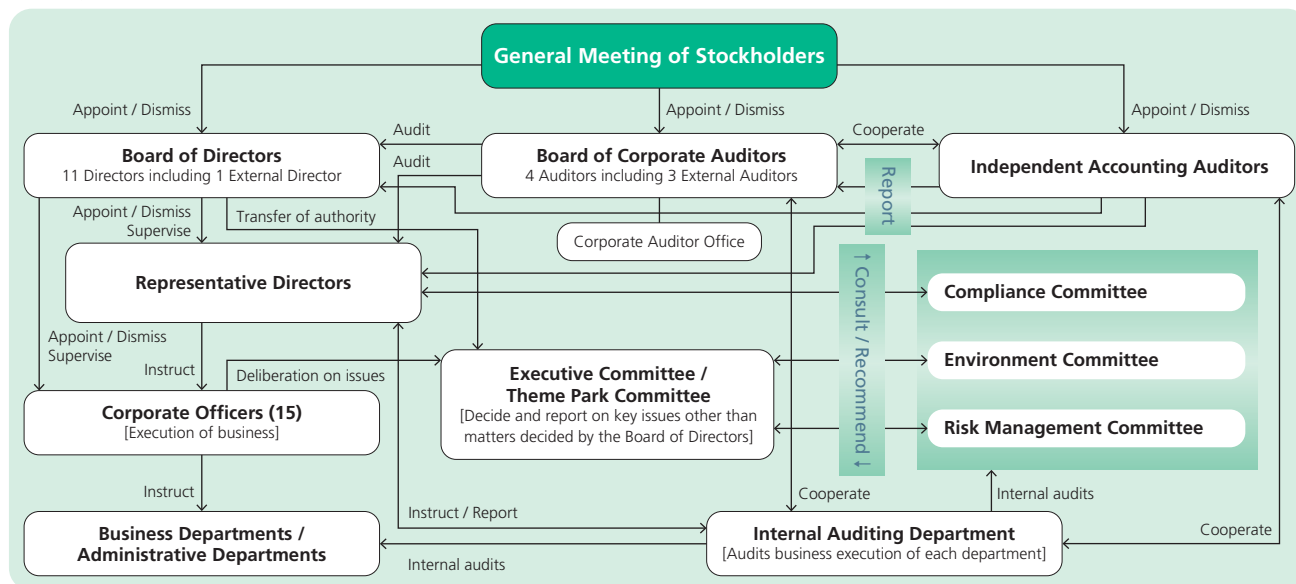 General Meeting of Stockholders
Appoint / Dismiss
Appoint / Dismiss
Appoint / Dismiss
Audit
Cooperate
Board of Directors
11 Directors including 1 External Director
Audit
Board of Corporate Auditors
4 Auditors including 3 External Auditors
Independent Accounting Auditors
Report
Appoint / Dismiss
Supervise
Transfer of authority
Corporate Auditor Office
Representative Directors
↑ Consult / Recommend ↓
Compliance Committee
Appoint / Dismiss
Supervise
Instruct
Deliberation on issues
Executive Committee /
Theme Park Committee
[Decide and report on key issues other than
matters decided by the Board of Directors]
Environment Committee
Corporate Officers (15)
[Execution of business]
Risk Management Committee
Instruct
Cooperate
Internal audits
Instruct / Report
Business Departments /
Administrative Departments
Internal Auditing Department
[Audits business execution of each department]
Cooperate
Internal audits